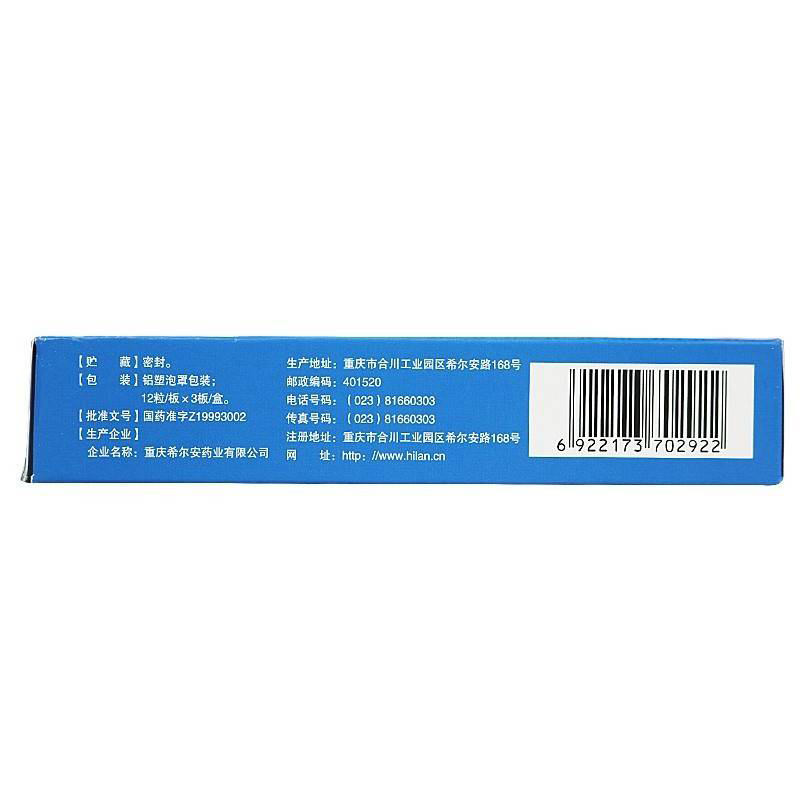 【贮　　藏】密封。
【包　　装】铝塑泡罩包装；
12粒/板×3板/盒。
【批准文号】国药准字Z19993002
【生产企业】
企业名称：重庆希尔安药业有限公司
生产地址：重庆市合川工业园区希尔安路168号
邮政编码：401520
电话号码：（023）81660303
传真号码：（023）81660303
注册地址：重庆市合川工业园区希尔安路168号
网　　址：http：//www.hilan.cn
6 922173 702922